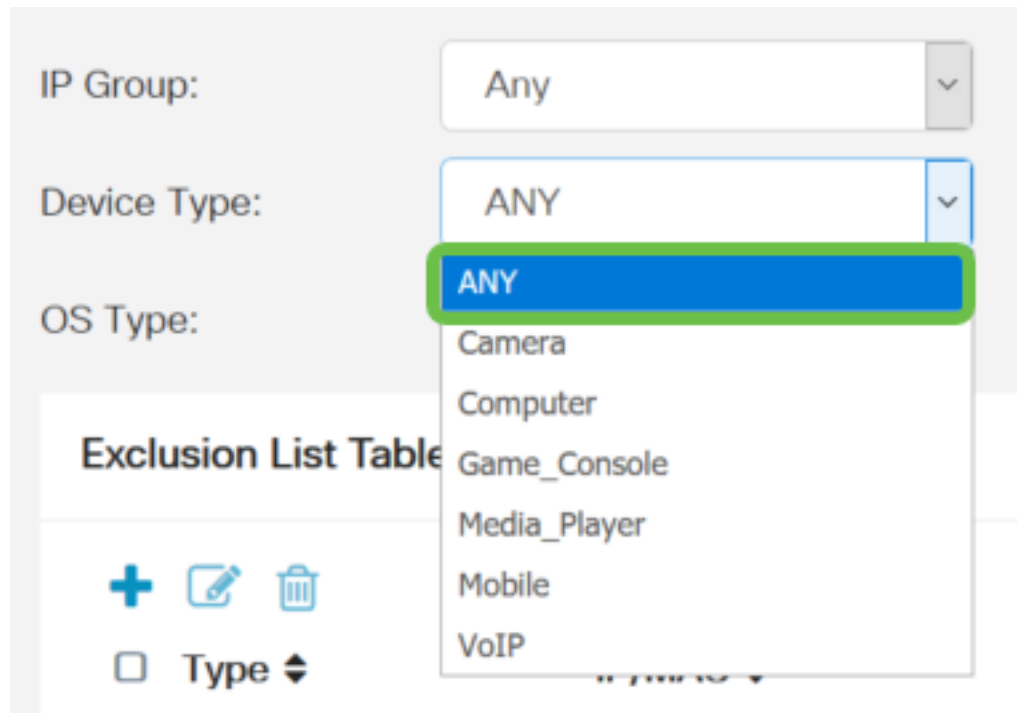 IP Group: Any
Device Type: ANY
ANY
OS Type:
Camera
Computer
Exclusion List Table
Game_Console
Media_Player
Mobile
VoIP
Type